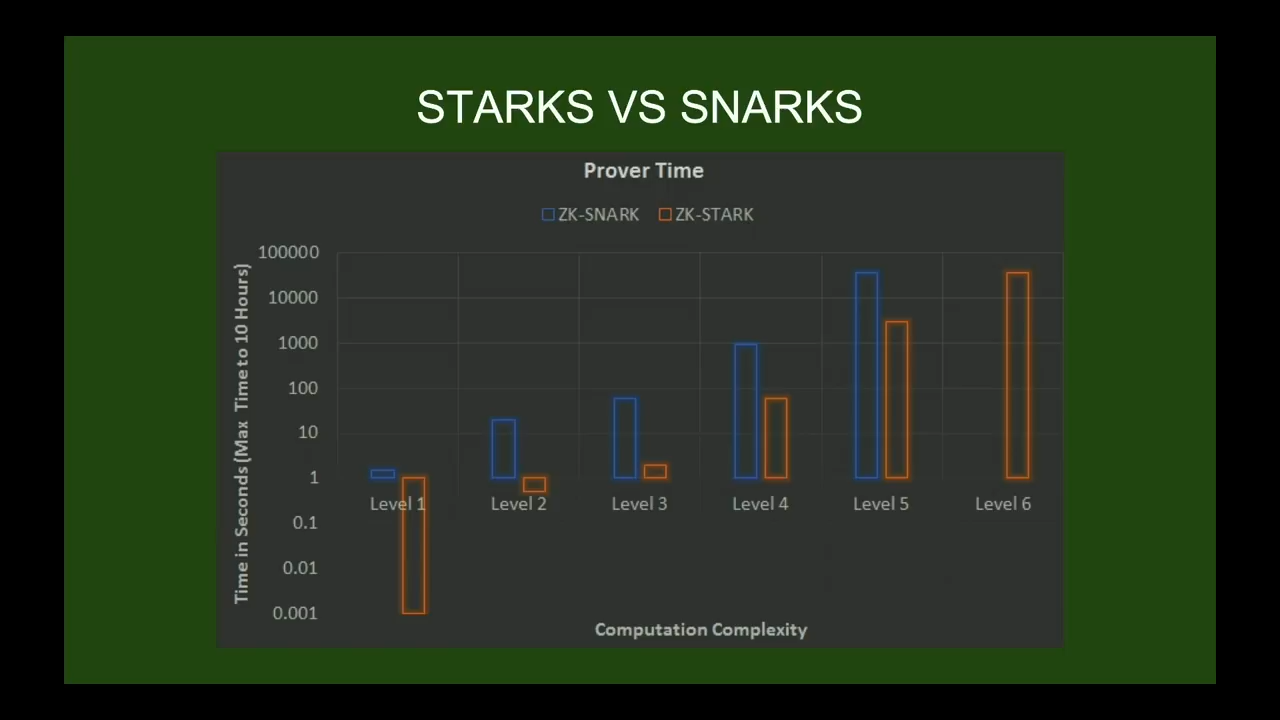 STARKS VS SNARKS
Prover Time
ZK-SNARK ZK-STARK
Time in Seconds (Max Time to 10 Hours)
100000
10000
1000
100
10
1
0.1
0.01
0.001
Level 1 Level 2 Level 3 Level 4 Level 5 Level 6
Computation Complexity